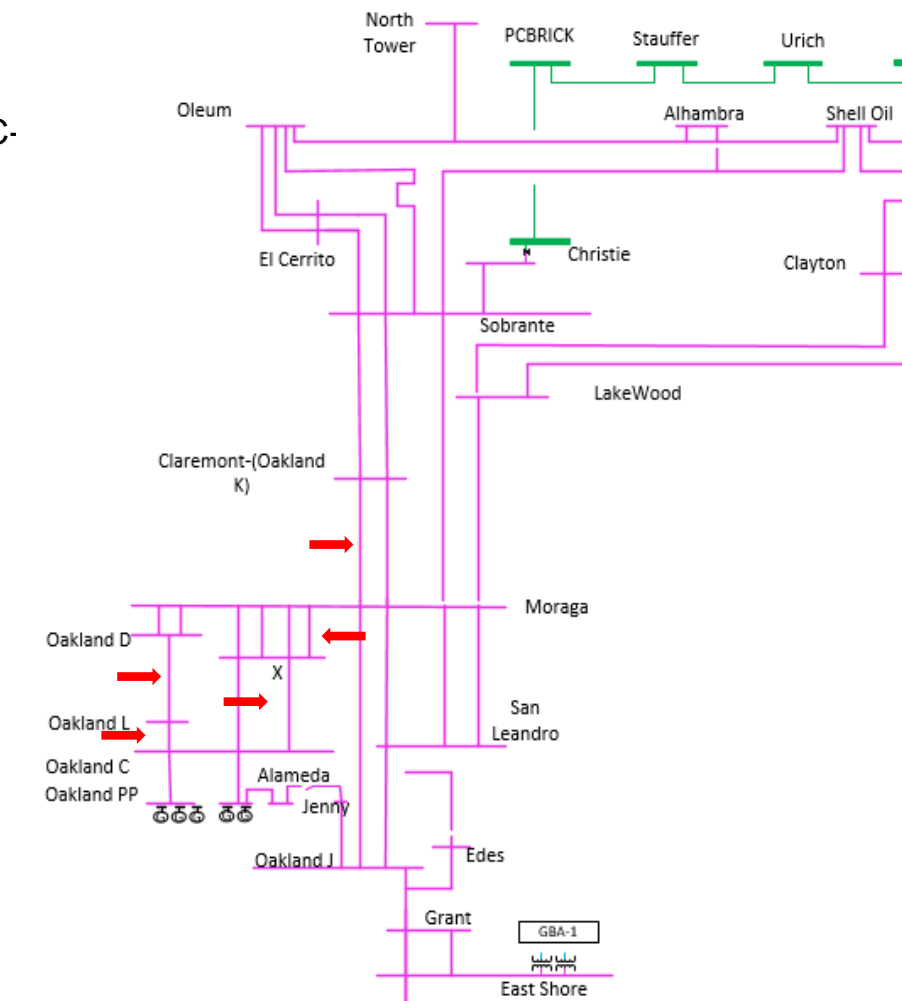 North
Tower
PCBRICK
Stauffer
Urich
Oleum
Alhambra
Shell Oil
C-
El Cerrito
Christie
Clayton
Sobrante
LakeWood
Claremont-(Oakland
K)
Moraga
Oakland D
X
Oakland L
San
Leandro
Oakland C
Oakland PP
Alameda
Jenny
G G G G G
Oakland J
Edes
Grant
GBA-1
East Shore